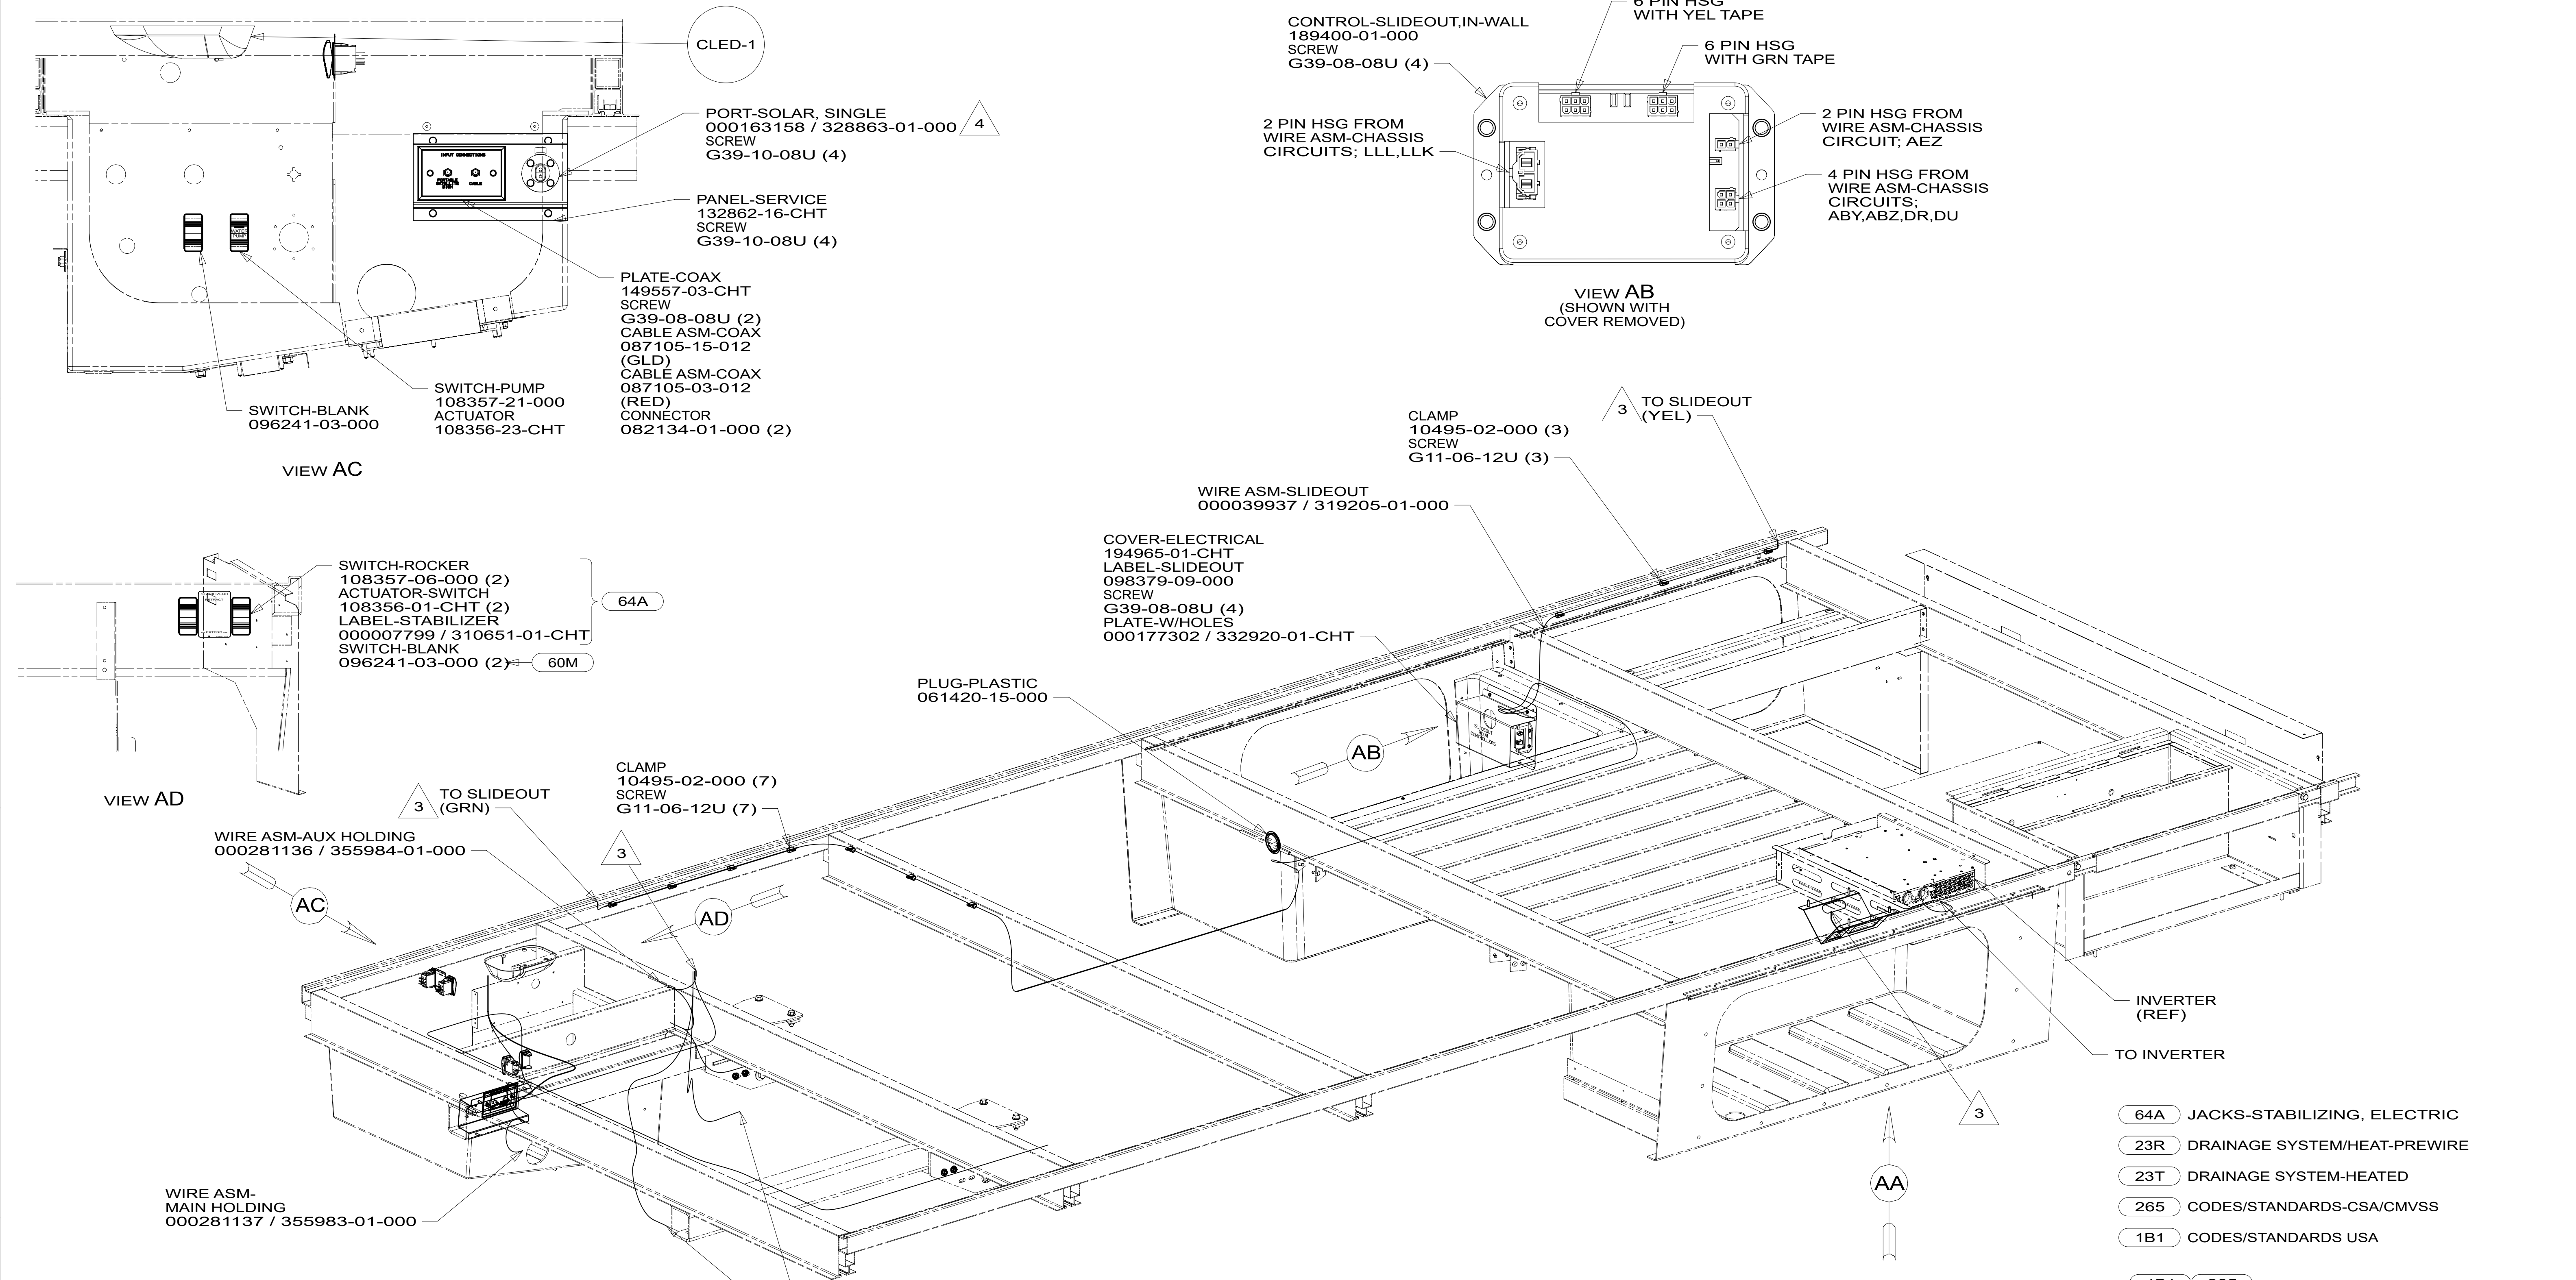 CLED-1
PORT-SOLAR, SINGLE
000163158 / 328863-01-000
4
SCREW
G39-10-08U (4)
PANEL-SERVICE
132862-16-CHT
SCREW
G39-10-08U (4)
INPUT CONNECTIONS
PORTABLE
SATELLITE
DISH
CABLE
WATER
PUMP
PLATE-COAX
149557-03-CHT
SCREW
G39-08-08U (2)
CABLE ASM-COAX
087105-15-012
(GLD)
CABLE ASM-COAX
087105-03-012
(RED)
CONNECTOR
082134-01-000 (2)
SWITCH-PUMP
108357-21-000
ACTUATOR
108356-23-CHT
SWITCH-BLANK
096241-03-000
VIEW AC
6 PIN HSG
WITH YEL TAPE
CONTROL-SLIDEOUT,IN-WALL
189400-01-000
SCREW
G39-08-08U (4)
6 PIN HSG
WITH GRN TAPE
2 PIN HSG FROM
WIRE ASM-CHASSIS
CIRCUITS; LLL,LLK
2 PIN HSG FROM
WIRE ASM-CHASSIS
CIRCUIT; AEZ
4 PIN HSG FROM
WIRE ASM-CHASSIS
CIRCUITS;
ABY,ABZ,DR,DU
VIEW AB
(SHOWN WITH
COVER REMOVED)
3
TO SLIDEOUT
(YEL)
CLAMP
10495-02-000 (3)
SCREW
G11-06-12U (3)
WIRE ASM-SLIDEOUT
000039937 / 319205-01-000
COVER-ELECTRICAL
194965-01-CHT
LABEL-SLIDEOUT
098379-09-000
SCREW
G39-08-08U (4)
PLATE-W/HOLES
000177302 / 332920-01-CHT
SWITCH-ROCKER
108357-06-000 (2)
ACTUATOR-SWITCH
108356-01-CHT (2)
LABEL-STABILIZER
000007799 / 310651-01-CHT
SWITCH-BLANK
096241-03-000 (2)
64A
60M
RETRACT
EXTEND
VIEW AD
PLUG-PLASTIC
061420-15-000
AB
CLAMP
10495-02-000 (7)
SCREW
G11-06-12U (7)
3
TO SLIDEOUT
(GRN)
WIRE ASM-AUX HOLDING
000281136 / 355984-01-000
3
AC
AD
INVERTER
(REF)
TO INVERTER
3
AA
WIRE ASM-
MAIN HOLDING
000281137 / 355983-01-000
64A JACKS-STABILIZING, ELECTRIC
23R DRAINAGE SYSTEM/HEAT-PREWIRE
23T DRAINAGE SYSTEM-HEATED
265 CODES/STANDARDS-CSA/CMVSS
1B1 CODES/STANDARDS USA